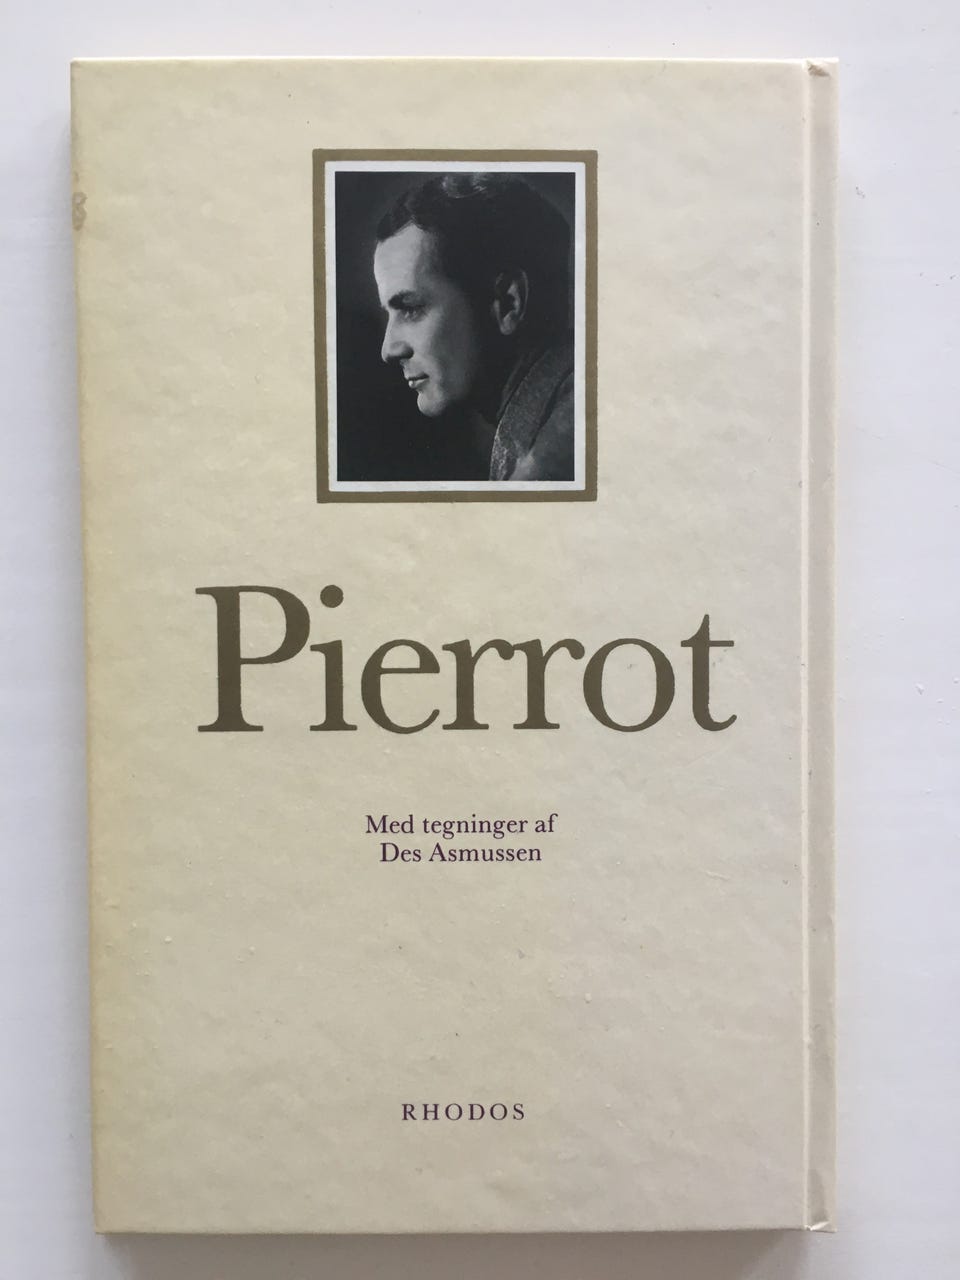 Pierrot
Med tegninger af
Des Asmussen
RHODOS